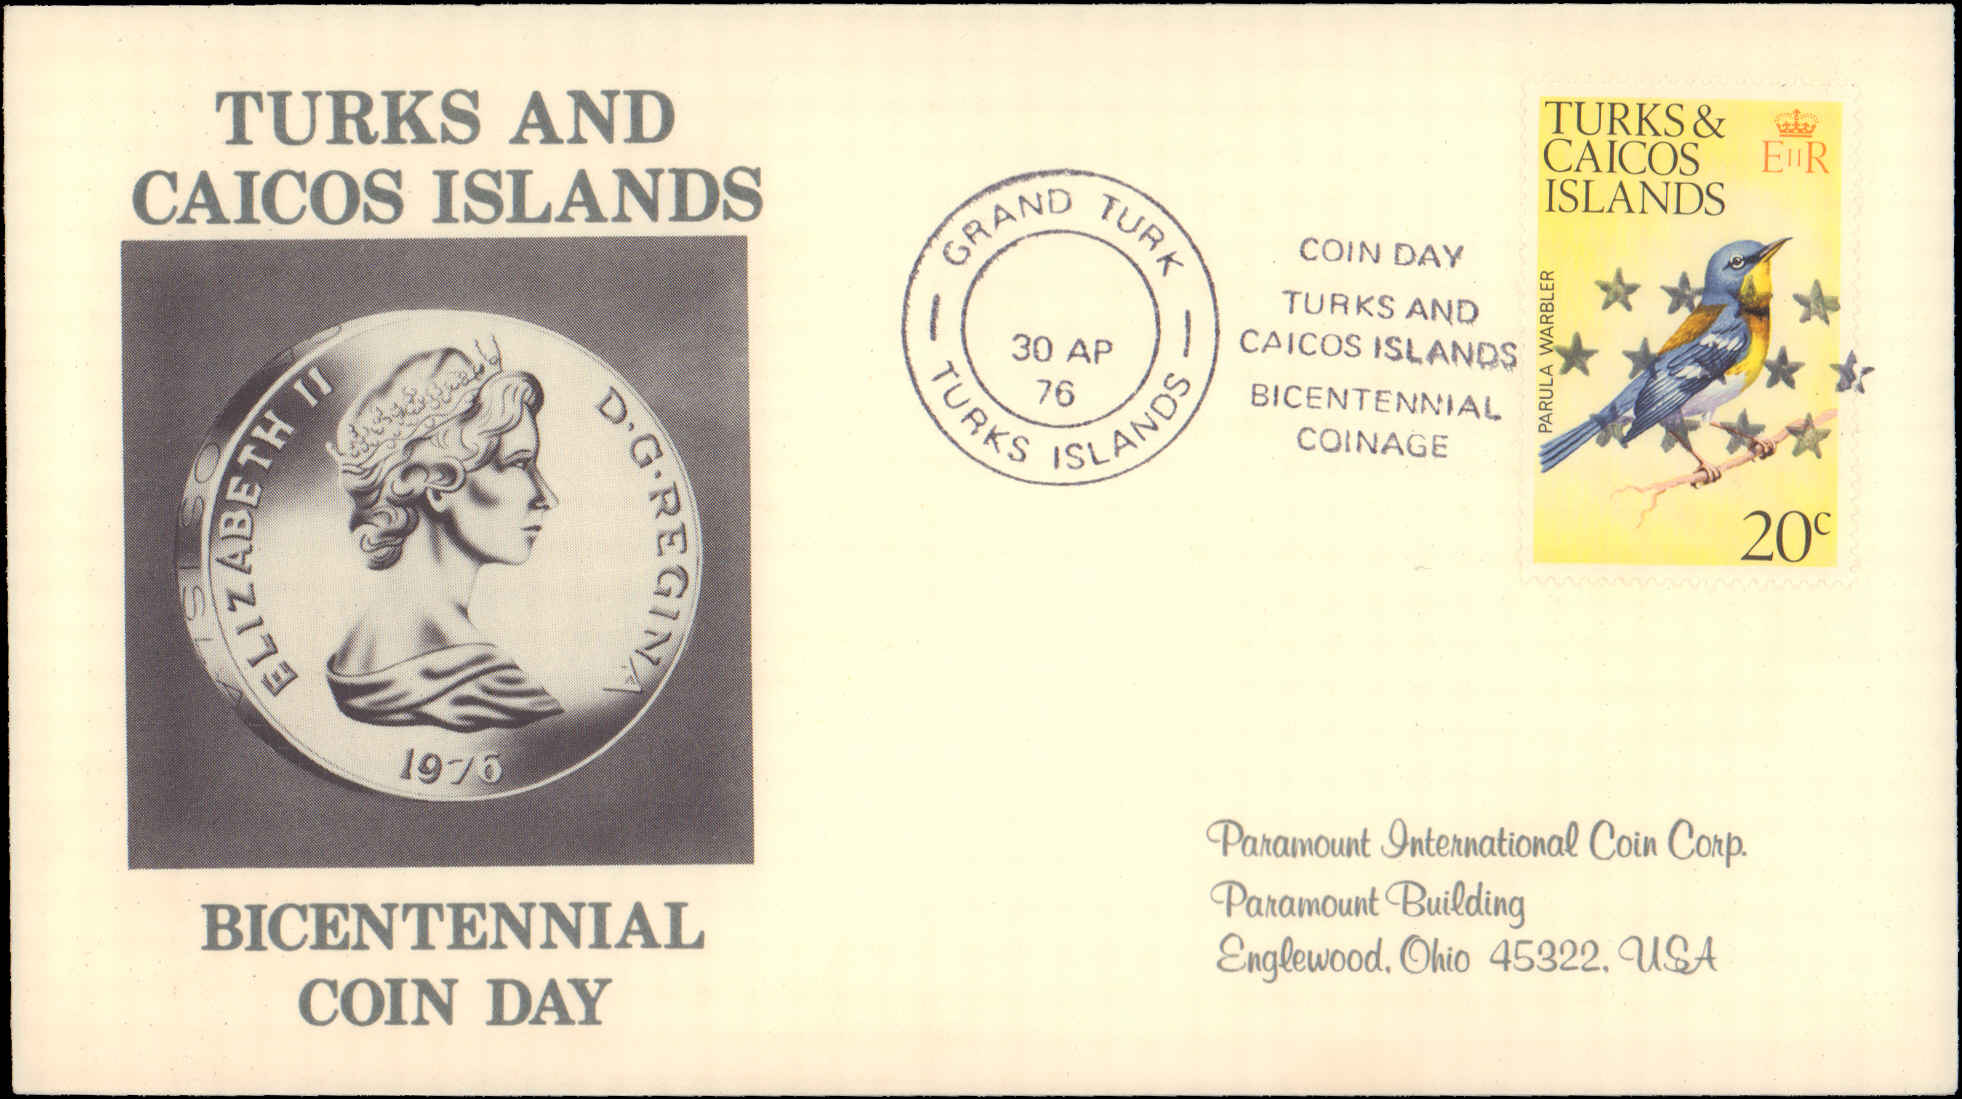 TURKS AND
CAICOS ISLANDS
ELIZABETH II
D·G·REGINA
1976
BICENTENNIAL
COIN DAY
GRAND TURK
30 AP
76
TURKS ISLANDS
COIN DAY
TURKS AND
CAICOS ISLANDS
BICENTENNIAL
COINAGE
TURKS &
CAICOS
ISLANDS
EIIR
PARULA WARBLER
20c
Paramount International Coin Corp.
Paramount Building
Englewood, Ohio 45322, USA